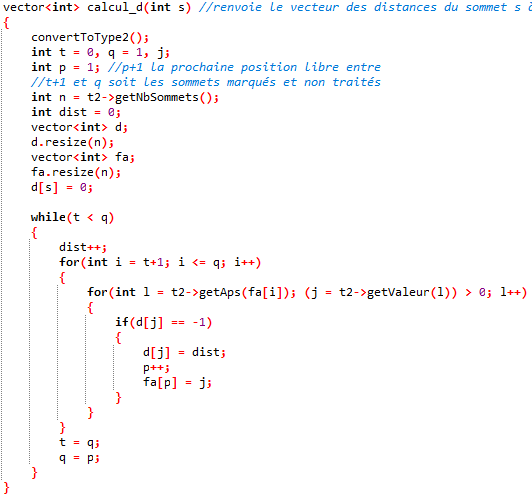 vector<int> calcul_d(int s) //renvoie le vecteur des distances du sommet s à
{
convertToType2();
int t = 0, q = 1, j;
int p = 1; //p+1 la prochaine position libre entre
//t+1 et q soit les sommets marqués et non traités
int n = t2->getNbSommets();
int dist = 0;
vector<int> d;
d.resize(n);
vector<int> fa;
fa.resize(n);
d[s] = 0;
while(t < q)
{
dist++;
for(int i = t+1; i <= q; i++)
{
for(int l = t2->getAps(fa[i]); (j = t2->getValeur(l)) > 0; l++)
{
if(d[j] == -1)
{
d[j] = dist;
p++;
fa[p] = j;
}
}
}
t = q;
q = p;
}
}